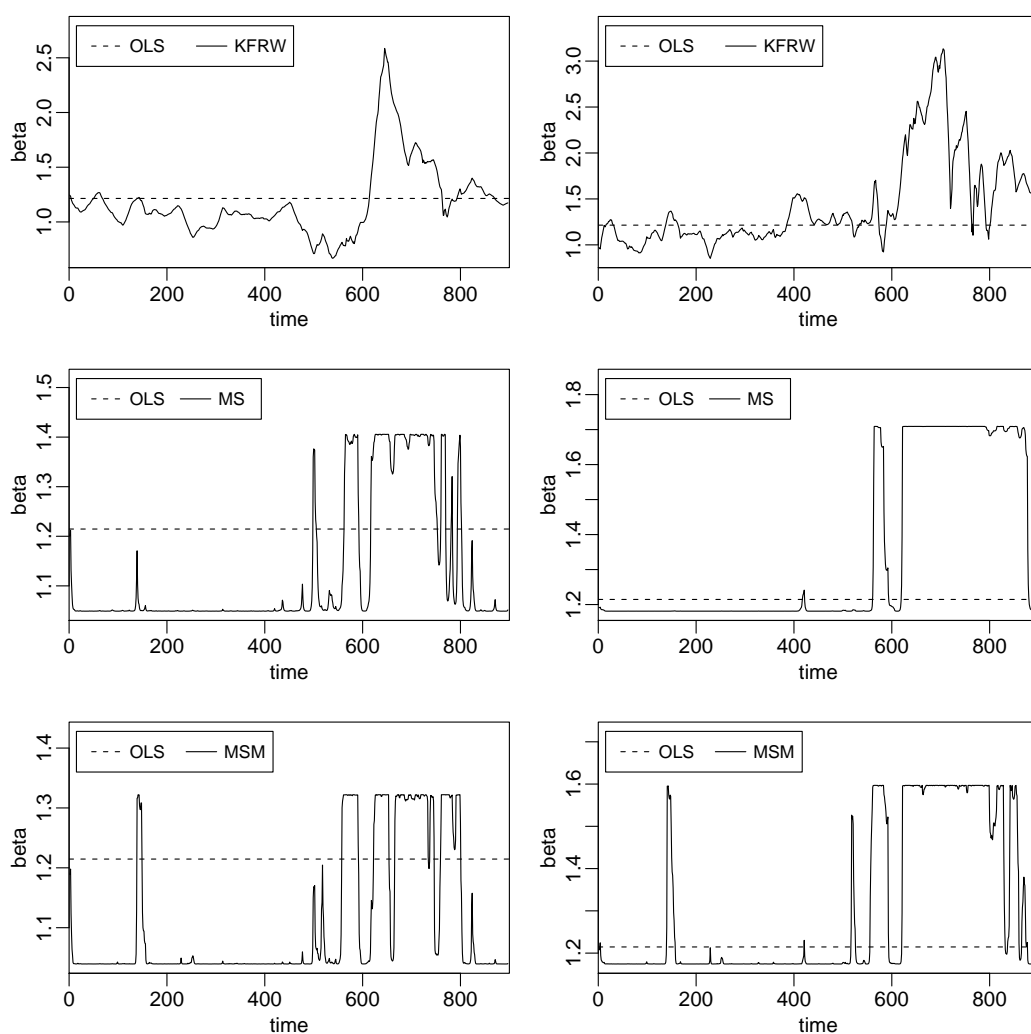 OLS KFRW
beta
1.0 1.5 2.0 2.5
0 200 400 600 800
time
OLS KFRW
beta
1.0 1.5 2.0 2.5 3.0
0 200 400 600 800
time
OLS MS
beta
1.1 1.2 1.3 1.4 1.5
0 200 400 600 800
time
OLS MS
beta
1.2 1.4 1.6 1.8
0 200 400 600 800
time
OLS MSM
beta
1.1 1.2 1.3 1.4
0 200 400 600 800
time
OLS MSM
beta
1.2 1.4 1.6
0 200 400 600 800
time